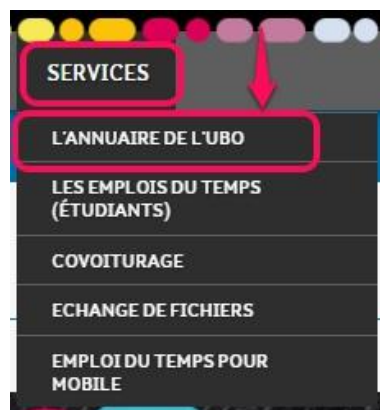 SERVICES
L'ANNUAIRE DE L'UBO
LES EMPLOIS DU TEMPS
(ÉTUDIANTS)
COVOITURAGE
ECHANGE DE FICHIERS
EMPLOI DU TEMPS POUR
MOBILE